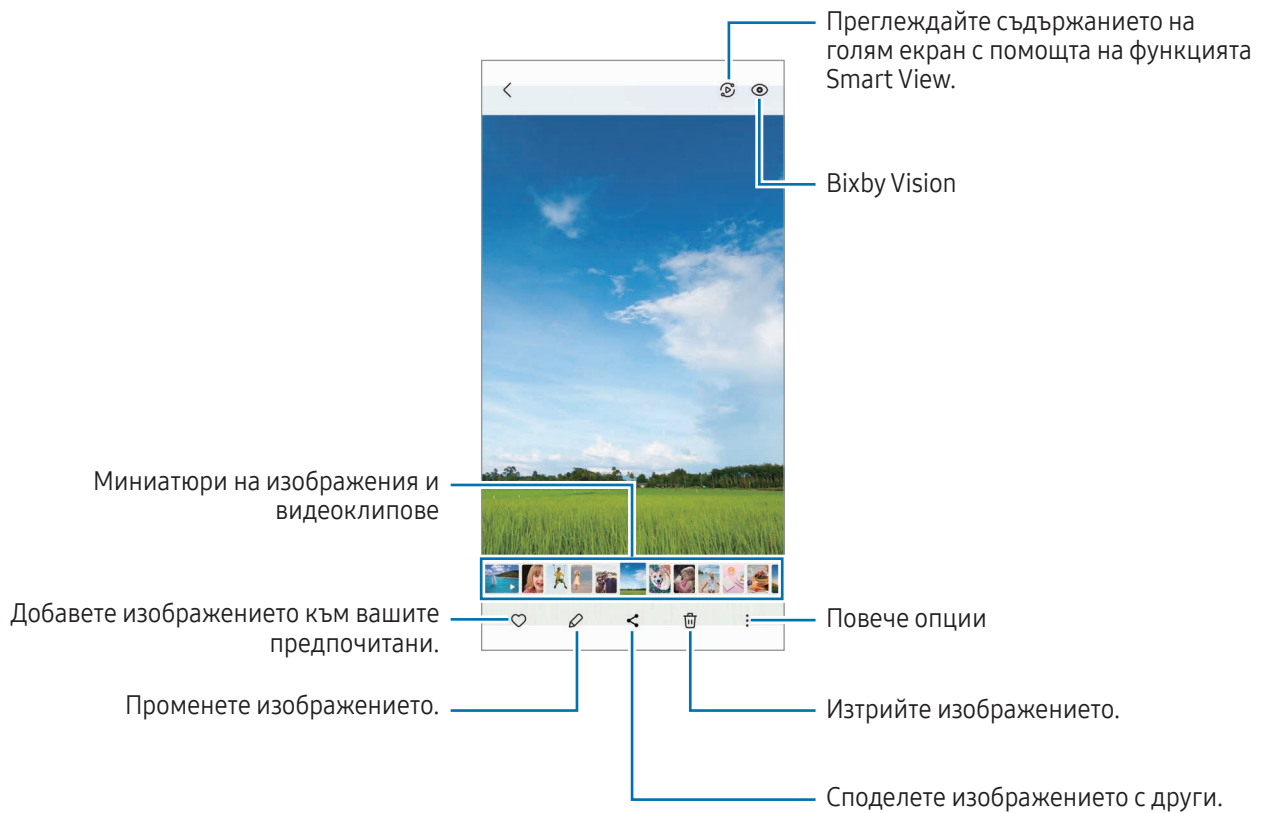 Преглеждайте съдържанието на
голям екран с помощта на функцията
Smart View.
Bixby Vision
Миниатюри на изображения и
видеоклипове
Добавете изображението към вашите
предпочитани.
Повече опции
Променете изображението.
Изтрийте изображението.
Споделете изображението с други.